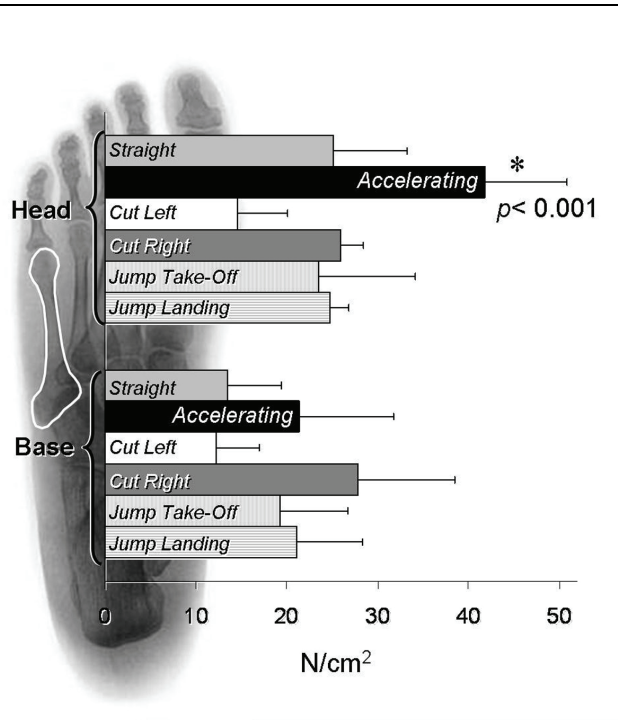 Straight
Accelerating
*
p< 0.001
Head
Cut Left
Cut Right
Jump Take-Off
Jump Landing
Straight
Accelerating
Base
Cut Left
Cut Right
Jump Take-Off
Jump Landing
0 10 20 30 40 50
N/cm²